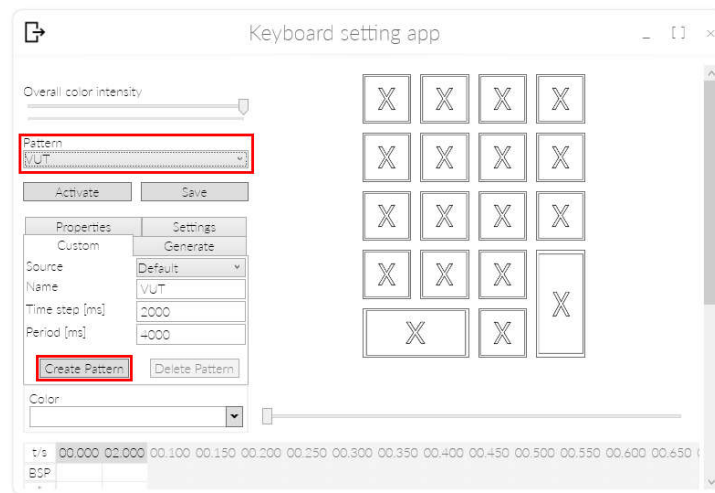 Keyboard setting app
Overall color intensity
Pattern
VUT
Activate Save
Properties Settings
Custom Generate
Source Default
Name VUT
Time step [ms] 2000
Period [ms] 4000
Create Pattern Delete Pattern
Color
X X X X
X X X X
X X X X
X X X X
X X
t/s 00.000 02.000 00.100 00.150 00.200 00.250 00.300 00.350 00.400 00.450 00.500 00.550 00.600 00.650
BSP